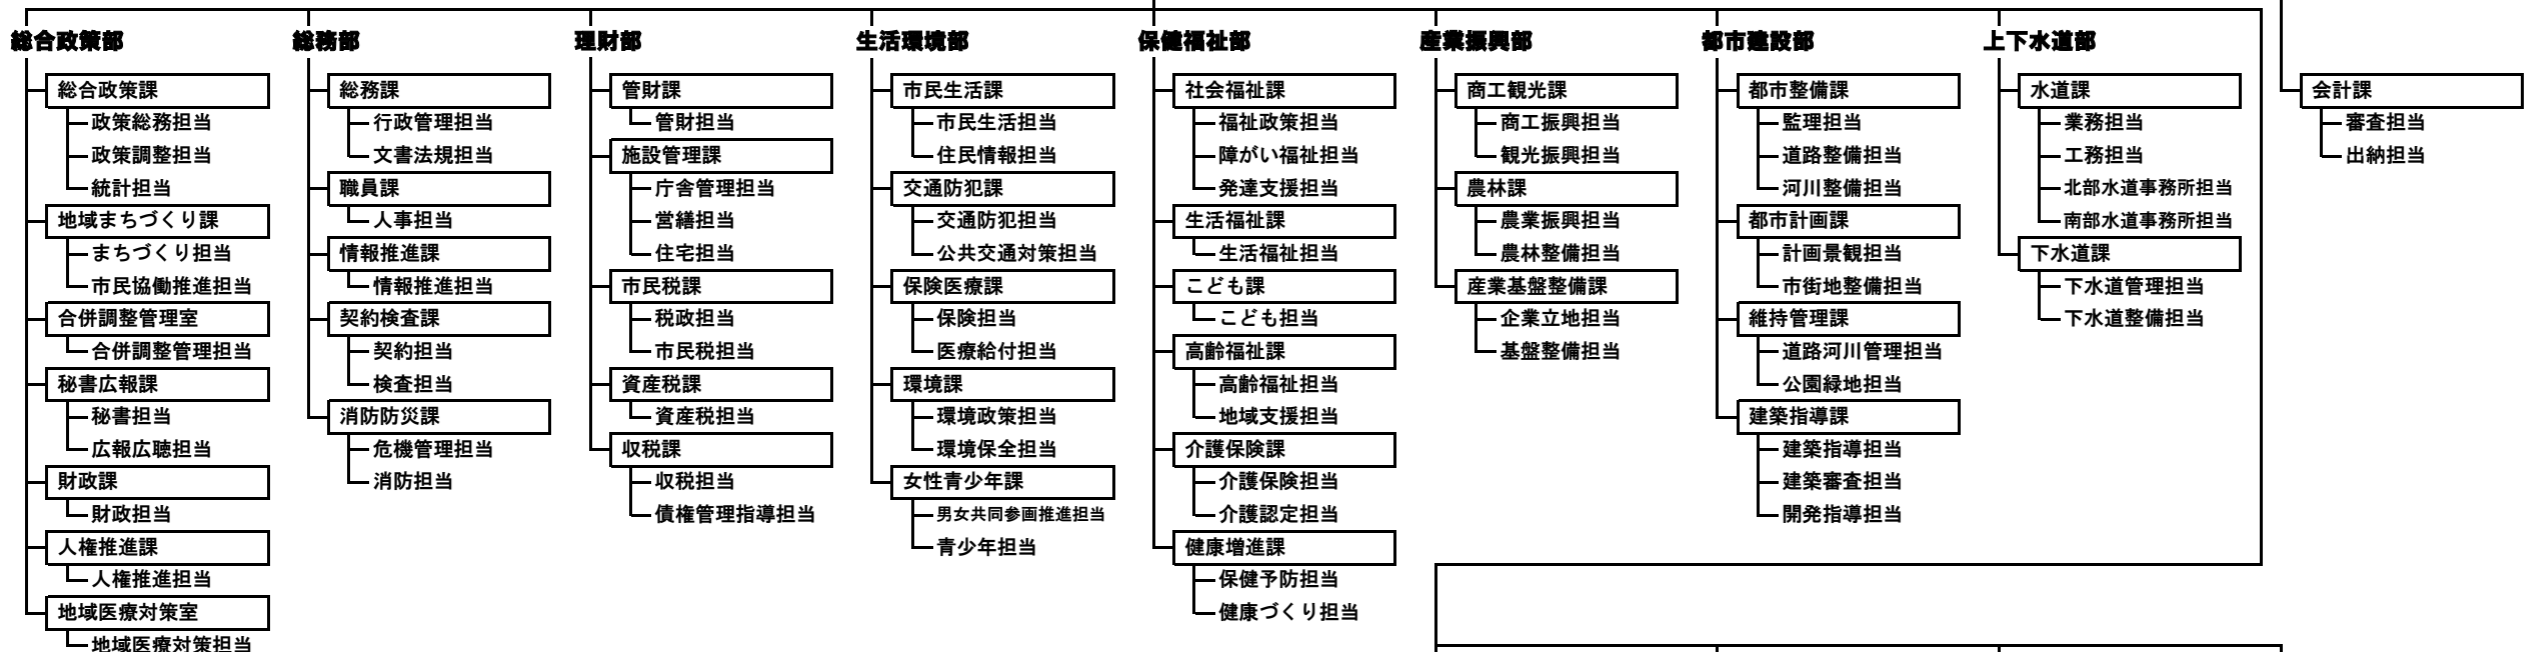 総合政策部
総合政策課
政策総務担当
政策調整担当
統計担当
地域まちづくり課
まちづくり担当
市民協働推進担当
合併調整管理室
合併調整管理担当
秘書広報課
秘書担当
広報広聴担当
財政課
財政担当
人権推進課
人権推進担当
地域医療対策室
地域医療対策担当
総務部
総務課
行政管理担当
文書法規担当
職員課
人事担当
情報推進課
情報推進担当
契約検査課
契約担当
検査担当
消防防災課
危機管理担当
消防担当
理財部
管財課
管財担当
施設管理課
庁舎管理担当
営繕担当
住宅担当
市民税課
税政担当
市民税担当
資産税課
資産税担当
収税課
収税担当
債権管理指導担当
生活環境部
市民生活課
市民生活担当
住民情報担当
交通防犯課
交通防犯担当
公共交通対策担当
保険医療課
保険担当
医療給付担当
環境課
環境政策担当
環境保全担当
女性青少年課
男女共同参画推進担当
青少年担当
保健福祉部
社会福祉課
福祉政策担当
障がい福祉担当
発達支援担当
生活福祉課
生活福祉担当
こども課
こども担当
高齢福祉課
高齢福祉担当
地域支援担当
介護保険課
介護保険担当
介護認定担当
健康増進課
保健予防担当
健康づくり担当
産業振興部
商工観光課
商工振興担当
観光振興担当
農林課
農業振興担当
農林整備担当
産業基盤整備課
企業立地担当
基盤整備担当
都市建設部
都市整備課
監理担当
道路整備担当
河川整備担当
都市計画課
計画景観担当
市街地整備担当
維持管理課
道路河川管理担当
公園緑地担当
建築指導課
建築指導担当
建築審査担当
開発指導担当
上下水道部
水道課
業務担当
工務担当
北部水道事務所担当
南部水道事務所担当
下水道課
下水道管理担当
下水道整備担当
会計課
審査担当
出納担当